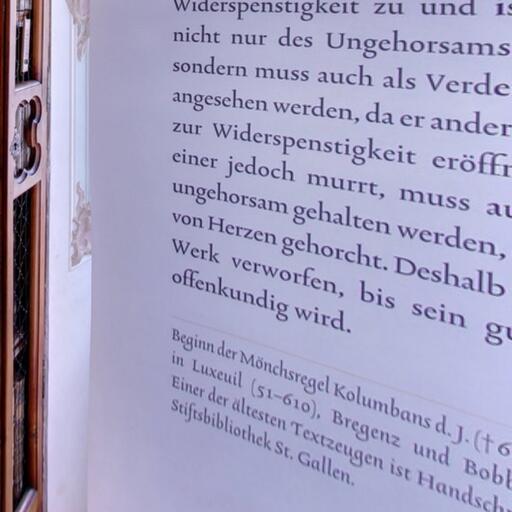 Widerspenstigkeit zu und
nicht nur des Ungehorsams
sondern muss auch als Verde
angesehen werden, da er ander
zur Widerspenstigkeit eröffn
einer jedoch murrt, muss au
ungehorsam gehalten werden,
von Herzen gehorcht. Deshalb
Werk verworfen, bis sein gu
offenkundig wird.
Beginn der Mönchsregel Kolumbans d. J. († 6
in Luxeuil (51–610), Bregenz und Bobb
Einer der ältesten Textzeugen ist Handsch
Stiftsbibliothek St. Gallen.